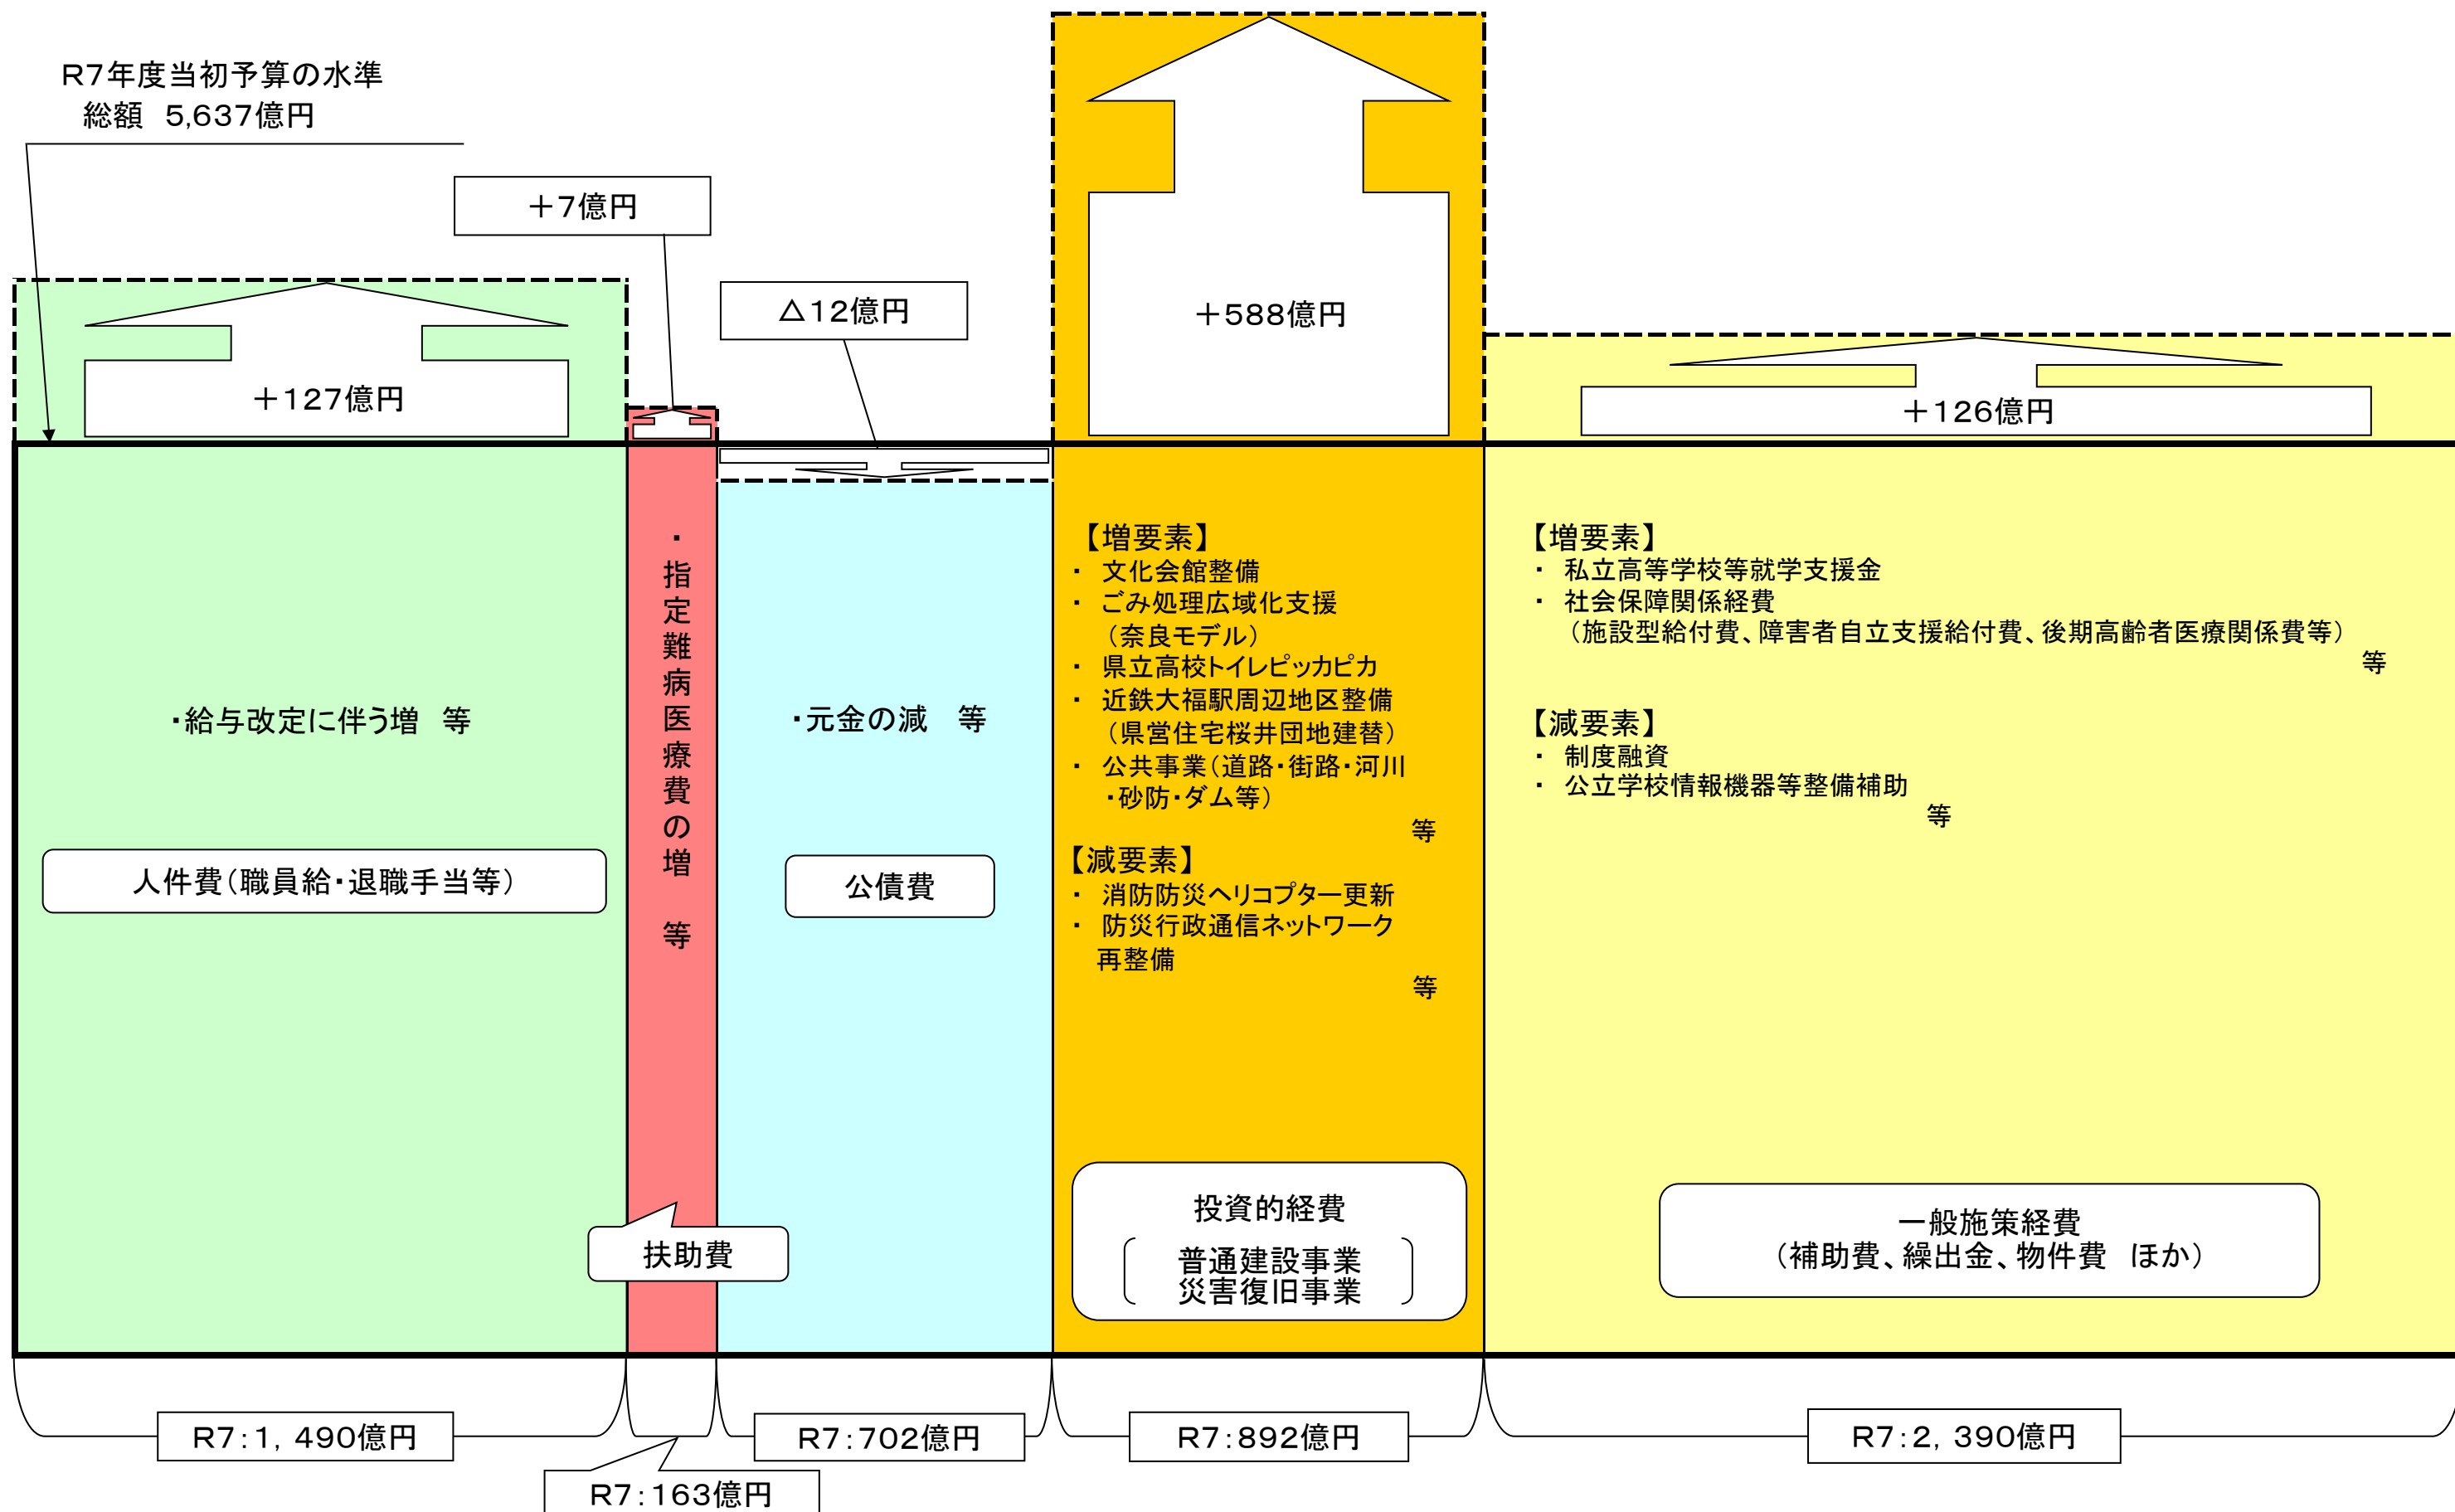 R7年度当初予算の水準
総額　5,637億円
＋7億円
△12億円
＋588億円
＋127億円
＋126億円
・給与改定に伴う増　等
人件費（職員給・退職手当等）
・指定難病医療費の増　等
扶助費
・元金の減　等
公債費
【増要素】
・ 文化会館整備
・ ごみ処理広域化支援
（奈良モデル）
・ 県立高校トイレピッカピカ
・ 近鉄大福駅周辺地区整備
（県営住宅桜井団地建替）
・ 公共事業（道路・街路・河川
・砂防・ダム等）
等
【減要素】
・ 消防防災ヘリコプター更新
・ 防災行政通信ネットワーク
再整備
等
投資的経費
普通建設事業
災害復旧事業
【増要素】
・ 私立高等学校等就学支援金
・ 社会保障関係経費
（施設型給付費、障害者自立支援給付費、後期高齢者医療関係費等）
等
【減要素】
・ 制度融資
・ 公立学校情報機器等整備補助
等
一般施策経費
（補助費、繰出金、物件費　ほか）
R7：1，490億円
R7：163億円
R7：702億円
R7：892億円
R7：2，390億円